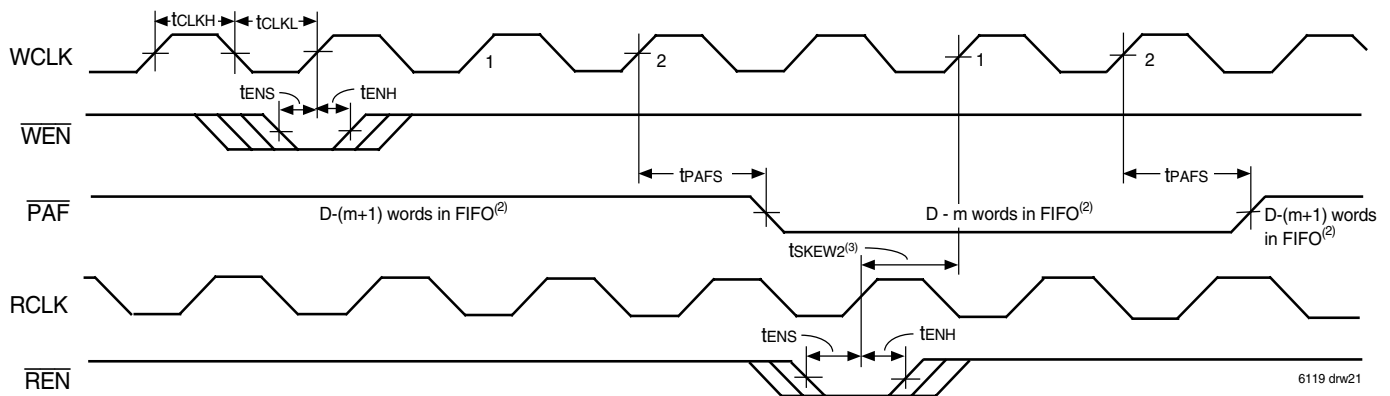 tCLKH tCLKL
WCLK 1 2 1 2
tENS tENH
WEN
tPAFS tPAFS
PAF D-(m+1) words in FIFO(2) D - m words in FIFO(2) D-(m+1) words
in FIFO(2)
tSKEW2(3)
RCLK
tENS tENH
REN
6119 drw21